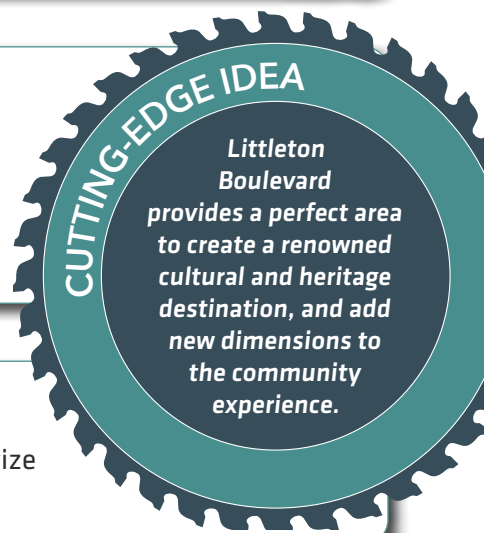 CUTTING-EDGE IDEA
Littleton
Boulevard
provides a perfect area
to create a renowned
cultural and heritage
destination, and add
new dimensions to
the community
experience.
ize